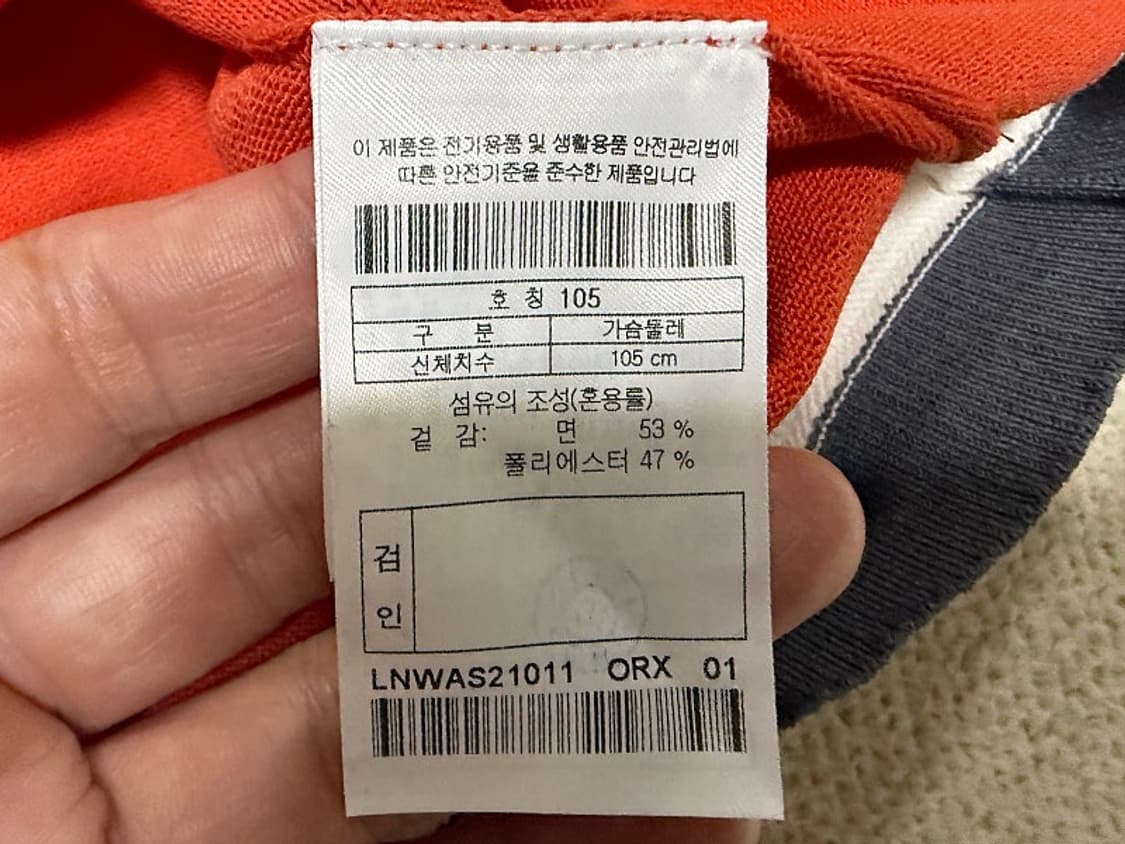 이 제품은 전기용품 및 생활용품 안전관리법에
따른 안전기준을 준수한 제품입니다
호 칭 105
구 분 가슴둘레
신체치수 105 cm
섬유의 조성(혼용률)
겉 감: 면 53 %
폴리에스터 47 %
검
인
LNWAS21011 ORX 01